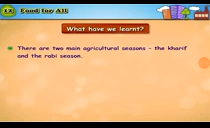 13 Food for All
What have we learnt?
There are two main agricultural seasons - the kharif
and the rabi season.